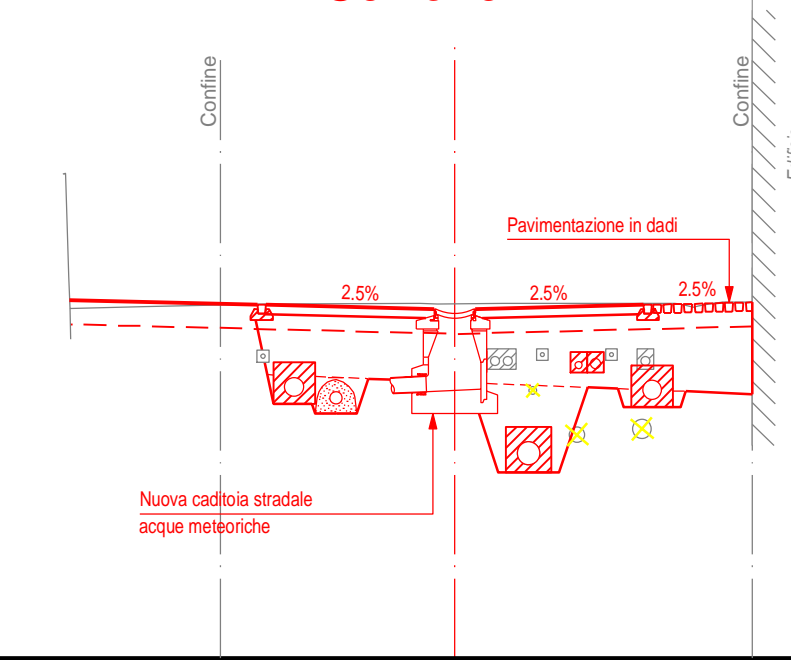 Confine
Confine
Pavimentazione in dadi
2.5%
2.5%
2.5%
Nuova caditoia stradale
acque meteoriche